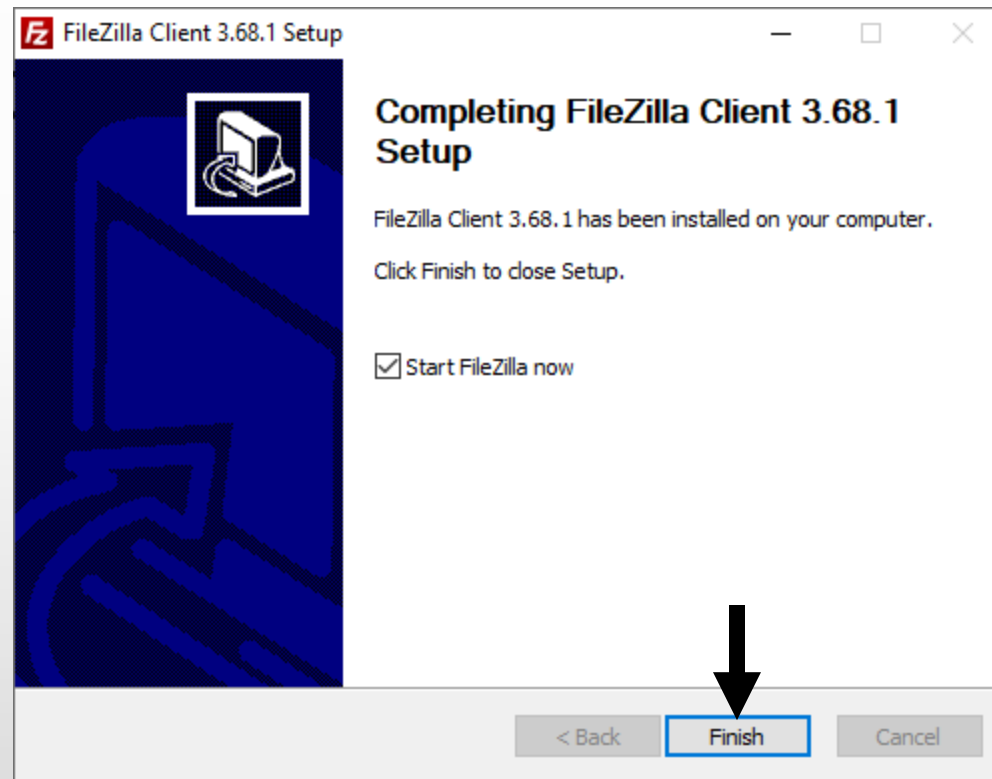 FileZilla Client 3.68.1 Setup
Completing FileZilla Client 3.68.1
Setup
FileZilla Client 3.68.1 has been installed on your computer.
Click Finish to close Setup.
Start FileZilla now
< Back
Finish
Cancel